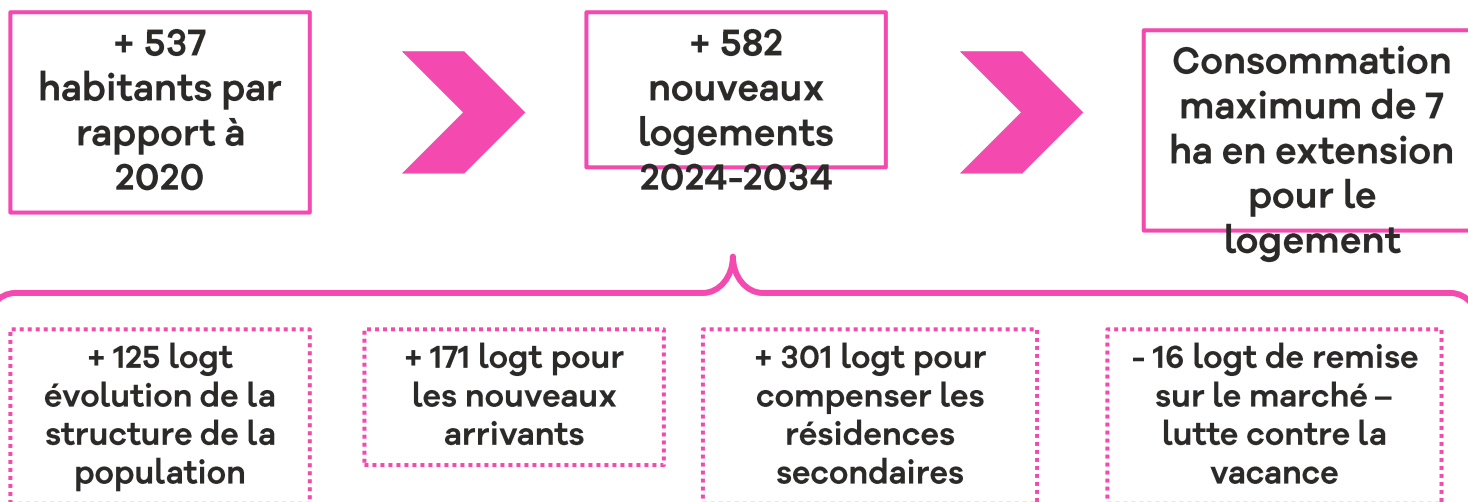 + 537
habitants par
rapport à
2020
+ 582
nouveaux
logements
2024-2034
Consommation
maximum de 7
ha en extension
pour le
logement
+ 125 logt
évolution de la
structure de la
population
+ 171 logt pour
les nouveaux
arrivants
+ 301 logt pour
compenser les
résidences
secondaires
- 16 logt de remise
sur le marché –
lutte contre la
vacance